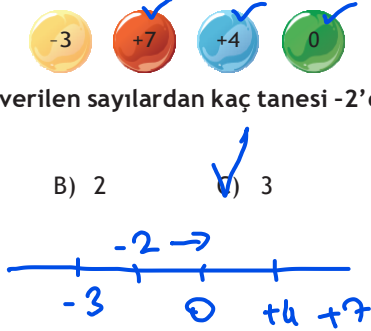 -3 +7 +4 0
verilen sayılardan kaç tanesi -2'
B) 2 C) 3
-2 →
-3 0 +4 +7